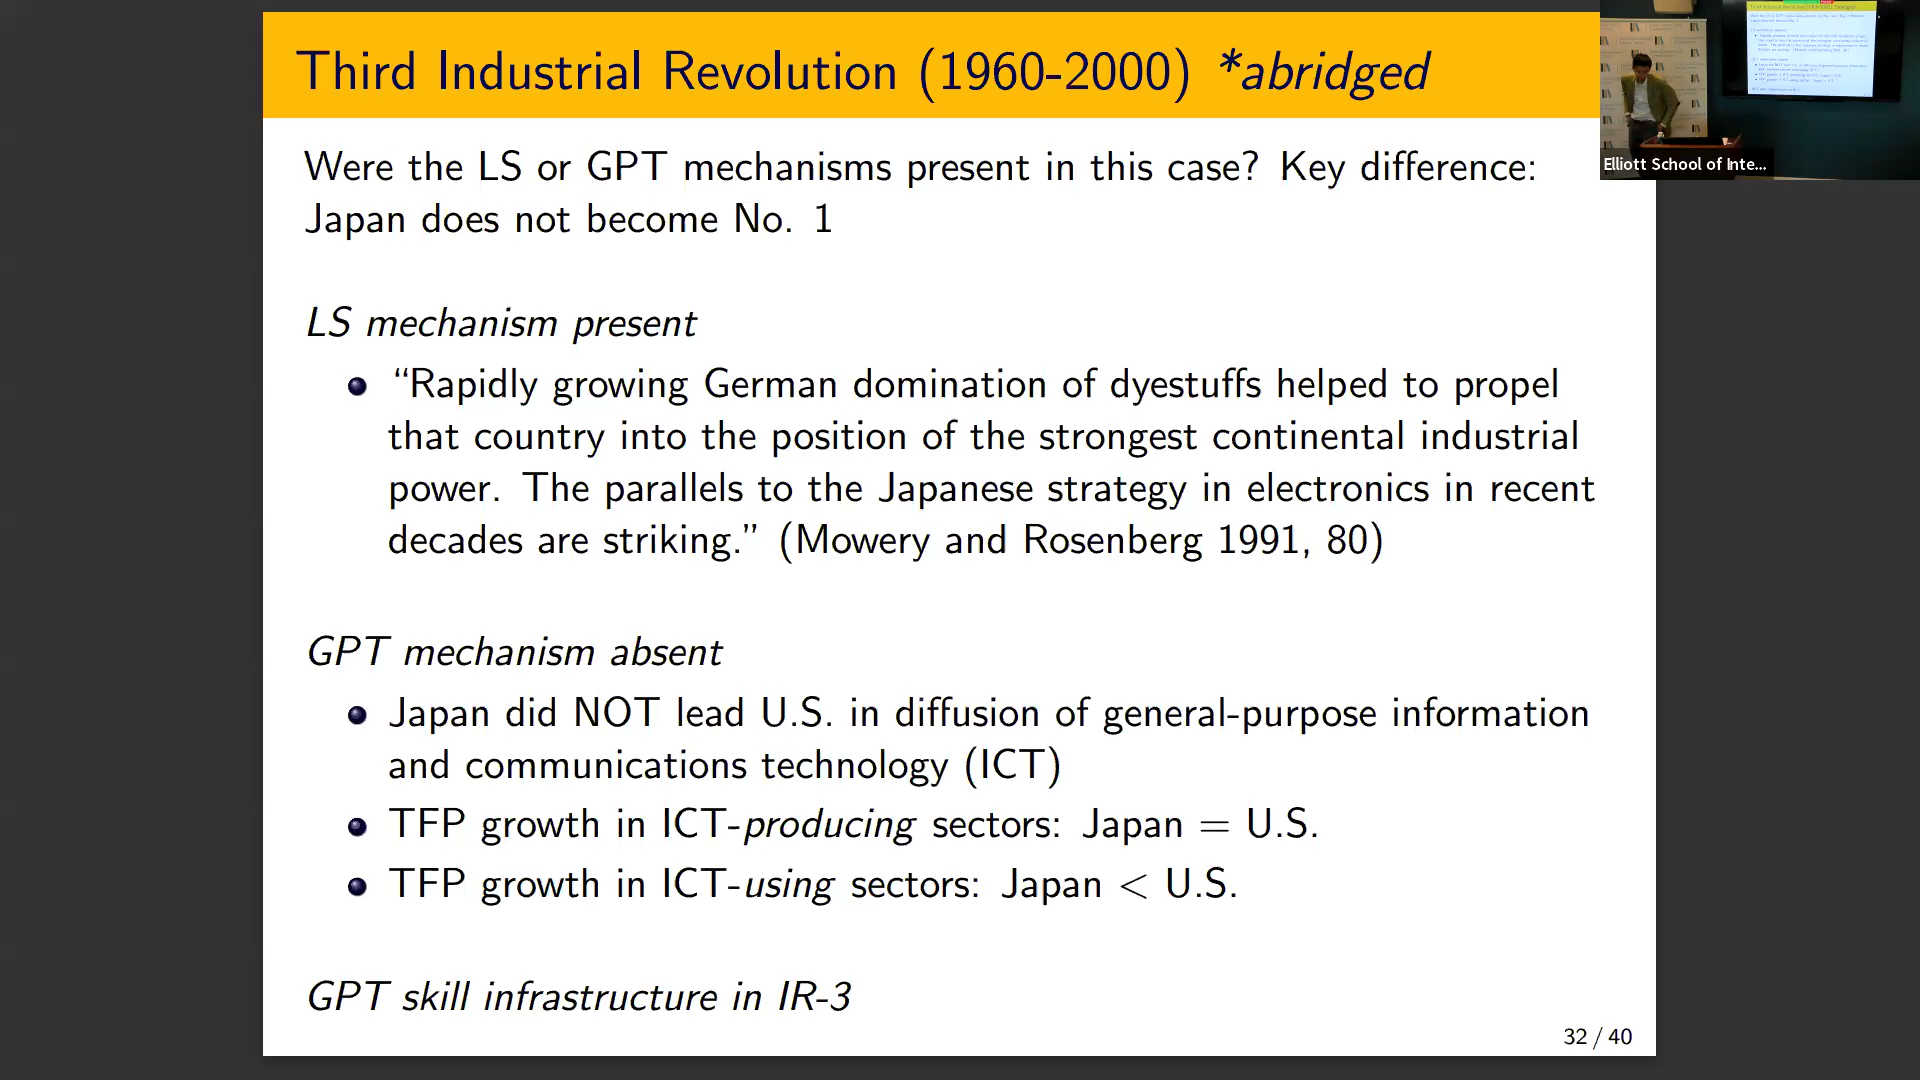 Third Industrial Revolution (1960-2000) *abridged
Were the LS or GPT mechanisms present in this case? Key difference:
Japan does not become No. 1
LS mechanism present
“Rapidly growing German domination of dyestuffs helped to propel
that country into the position of the strongest continental industrial
power. The parallels to the Japanese strategy in electronics in recent
decades are striking.” (Mowery and Rosenberg 1991, 80)
GPT mechanism absent
Japan did NOT lead U.S. in diffusion of general-purpose information
and communications technology (ICT)
TFP growth in ICT-producing sectors: Japan = U.S.
TFP growth in ICT-using sectors: Japan < U.S.
GPT skill infrastructure in IR-3
32 / 40
Elliott School of Inte...